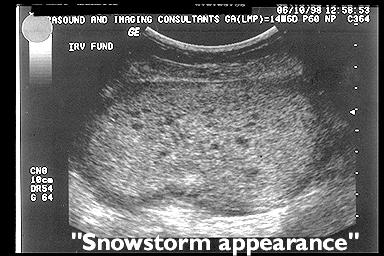 06/10/98 12:58:53
RASOUND AND IMAGING CONSULTANTS GA(LMP)=14W6D P60 NP C364
GE
IRV FUND
CN0
10cm
DR54
G 64
"Snowstorm appearance"